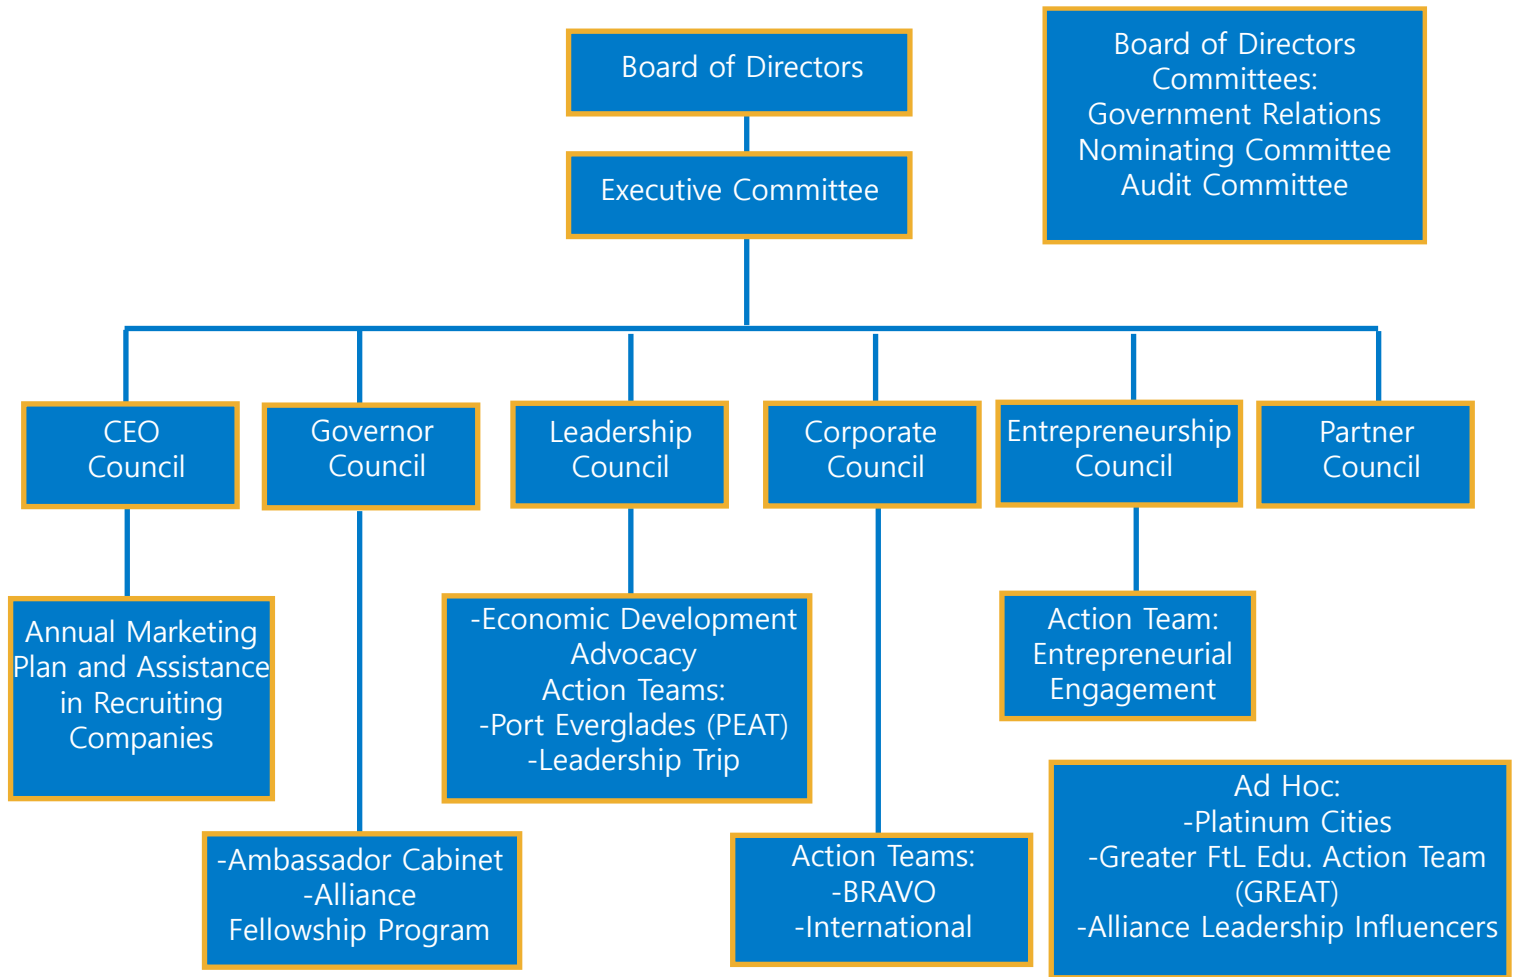 Board of Directors
Board of Directors
Committees:
Government Relations
Nominating Committee
Audit Committee
Executive Committee
CEO
Council
Governor
Council
Leadership
Council
Corporate
Council
Entrepreneurship
Council
Partner
Council
Annual Marketing
Plan and Assistance
in Recruiting
Companies
-Economic Development
Advocacy
Action Teams:
-Port Everglades (PEAT)
-Leadership Trip
Action Team:
Entrepreneurial
Engagement
-Ambassador Cabinet
-Alliance
Fellowship Program
Action Teams:
-BRAVO
-International
Ad Hoc:
-Platinum Cities
-Greater FtL Edu. Action Team
(GREAT)
-Alliance Leadership Influencers